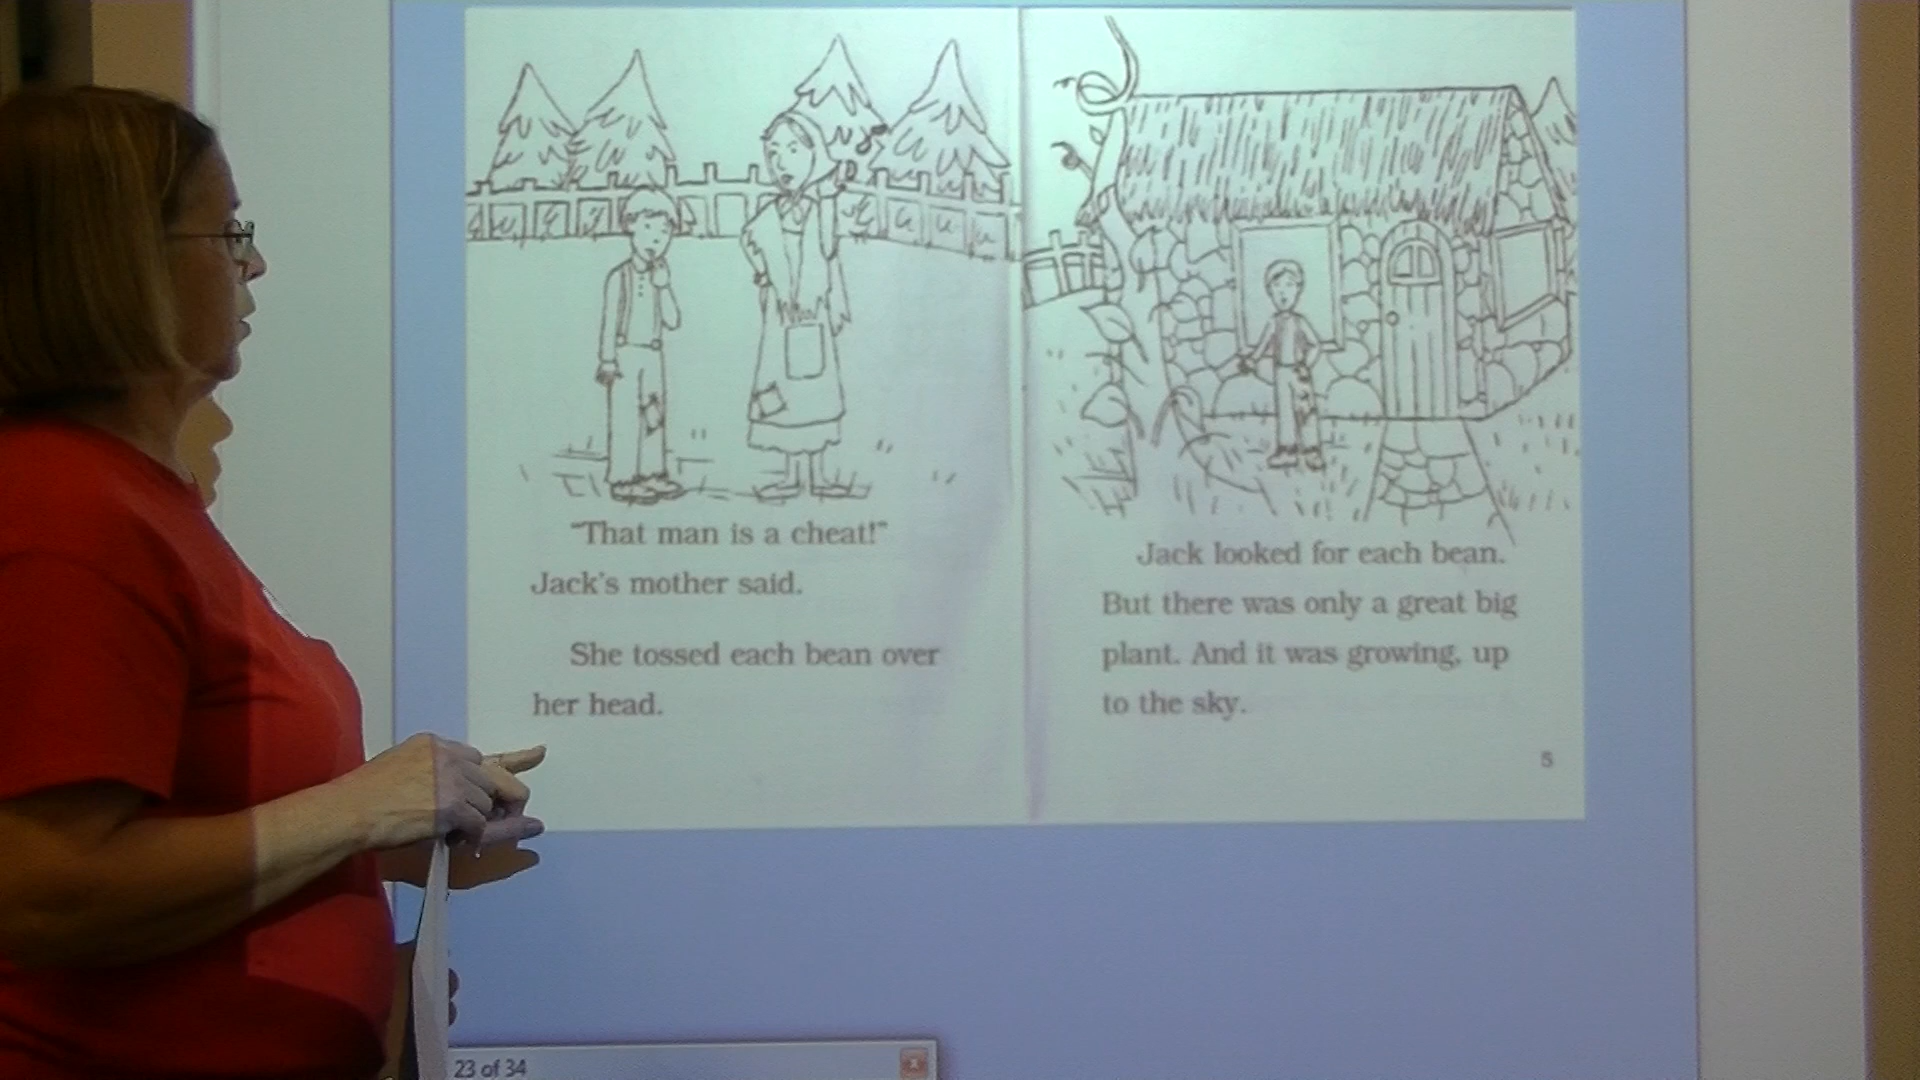 "That man is a cheat!"
Jack's mother said.
She tossed each bean over
her head.
Jack looked for each bean.
But there was only a great big
plant. And it was growing, up
to the sky.
5
23 of 34